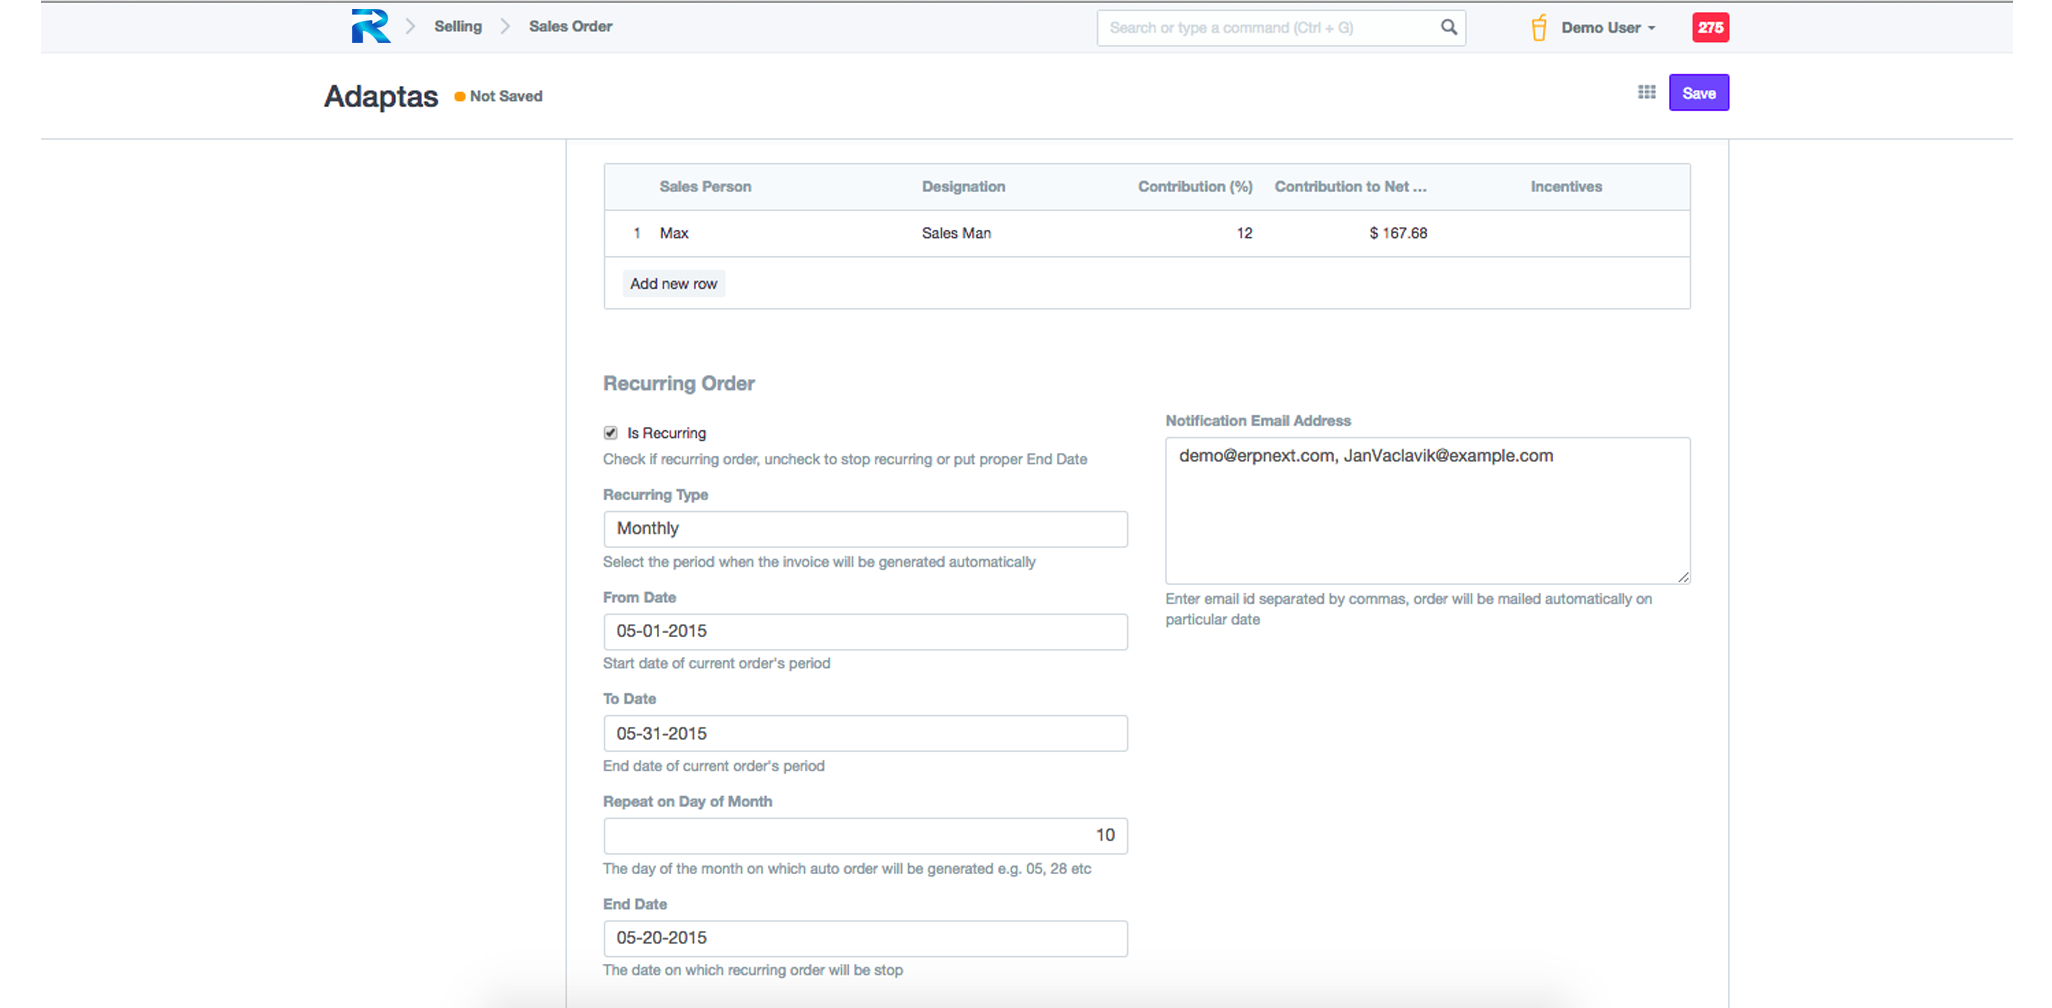 Selling Sales Order Search or type a command (Ctrl + G) Demo User 275
Adaptas Not Saved Save
Sales Person Designation Contribution (%) Contribution to Net ... Incentives
1 Max Sales Man 12 $ 167.68
Add new row
Recurring Order
Is Recurring
Check if recurring order, uncheck to stop recurring or put proper End Date
Recurring Type
Monthly
Select the period when the invoice will be generated automatically
From Date
05-01-2015
Start date of current order's period
To Date
05-31-2015
End date of current order's period
Repeat on Day of Month
10
The day of the month on which auto order will be generated e.g. 05, 28 etc
End Date
05-20-2015
The date on which recurring order will be stop
Notification Email Address
demo@erpnext.com, JanVaclavik@example.com
Enter email id separated by commas, order will be mailed automatically on
particular date